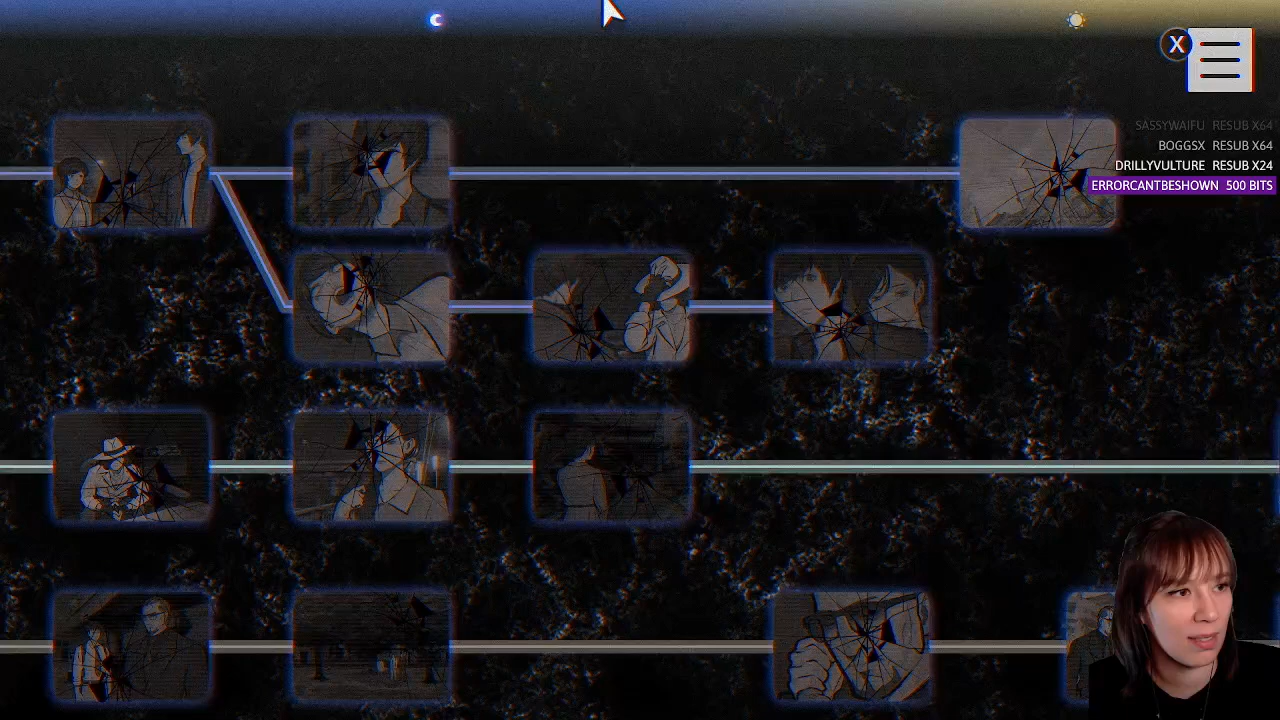 X
SASSYWAIFU RESUB X64
BOGGSX RESUB X64
DRILLYVULTURE RESUB X24
ERRORCANTBESHOWN 500 BITS